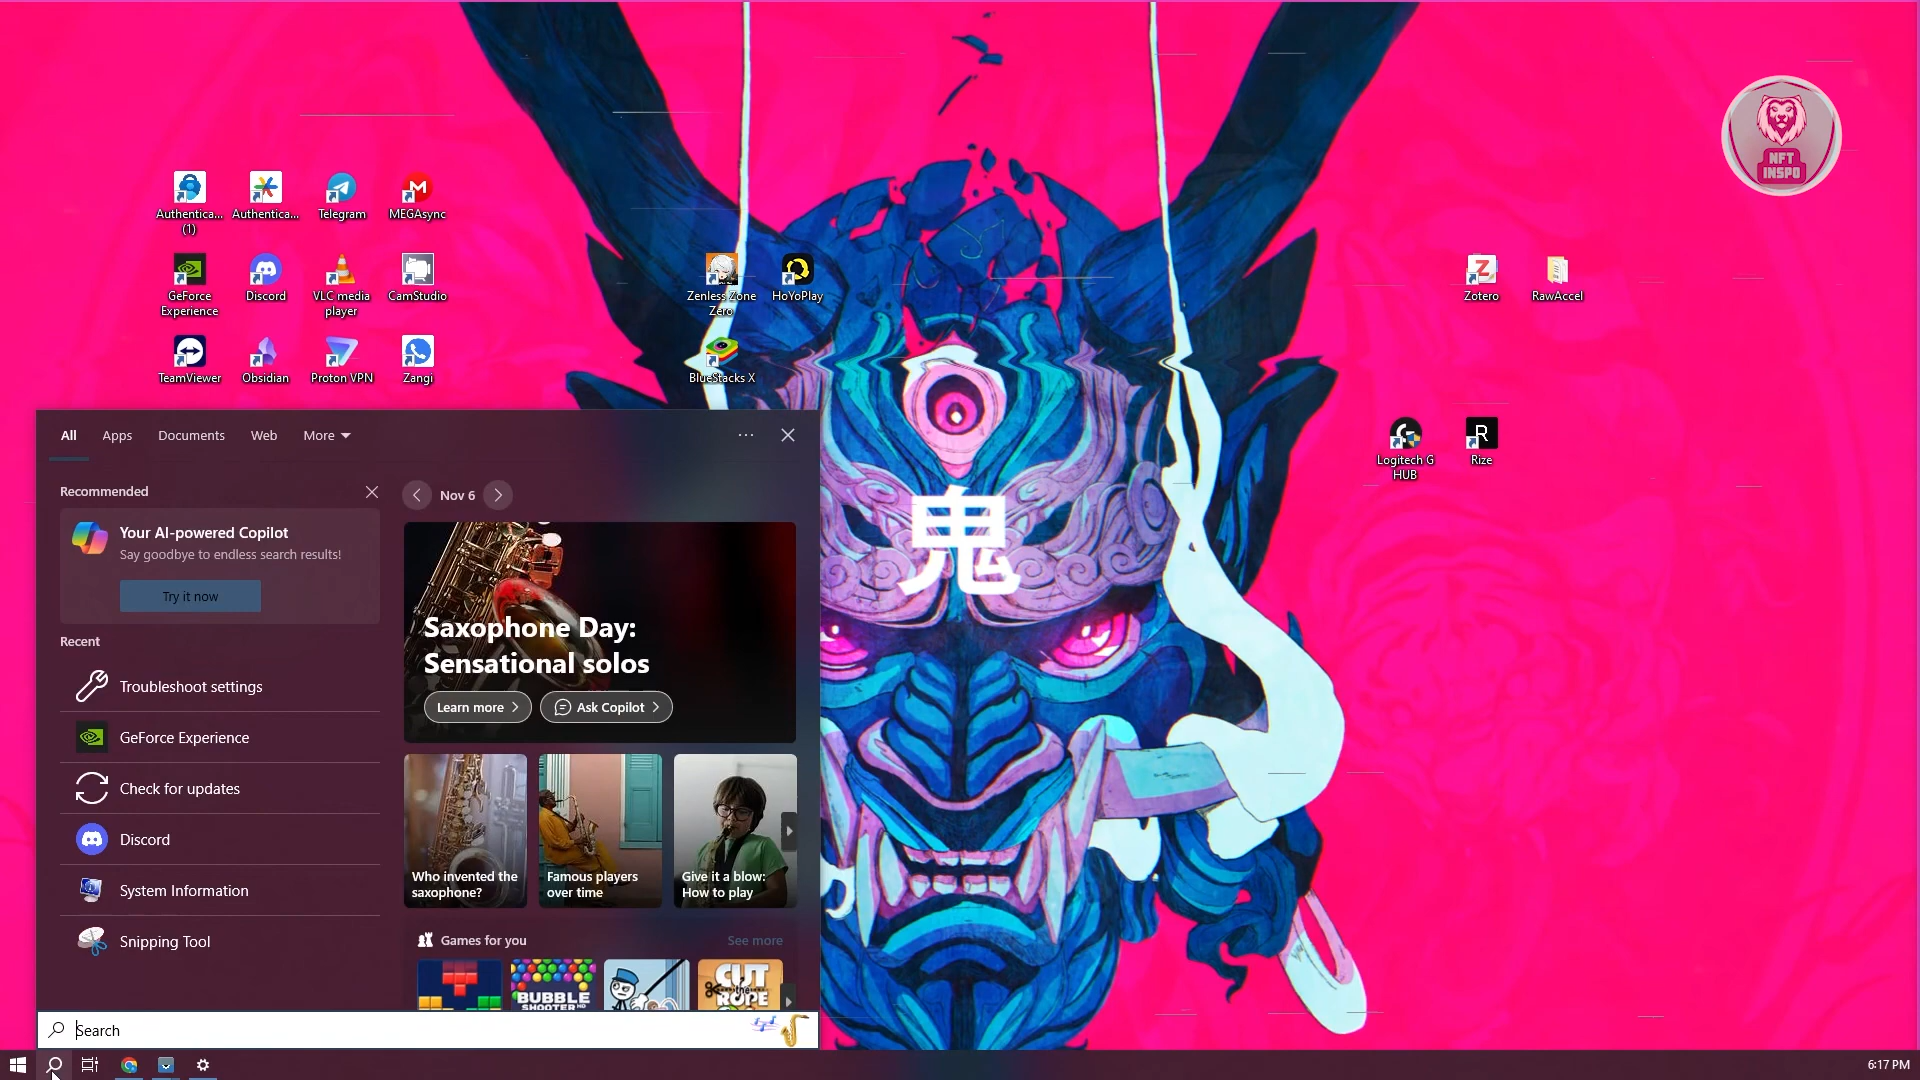 NFT
INSPO
Authentica...
(1)
Authentica...
Telegram
MEGAsync
GeForce
Experience
Discord
VLC media
player
CamStudio
TeamViewer
Obsidian
Proton VPN
Zangi
Zenless Zone
Zero
HoYoPlay
BlueStacks X
Zotero
RawAccel
Logitech G
HUB
R
Rize
鬼
All
Apps
Documents
Web
More
Recommended
Your AI-powered Copilot
Say goodbye to endless search results!
Try it now
Recent
Troubleshoot settings
GeForce Experience
Check for updates
Discord
System Information
Snipping Tool
Nov 6
Saxophone Day:
Sensational solos
Learn more
Ask Copilot
Who invented the
saxophone?
Famous players
over time
Give it a blow:
How to play
Games for you
See more
BUBBLE
SHOOTER HD
CUT
the
ROPE
Search
6:17 PM